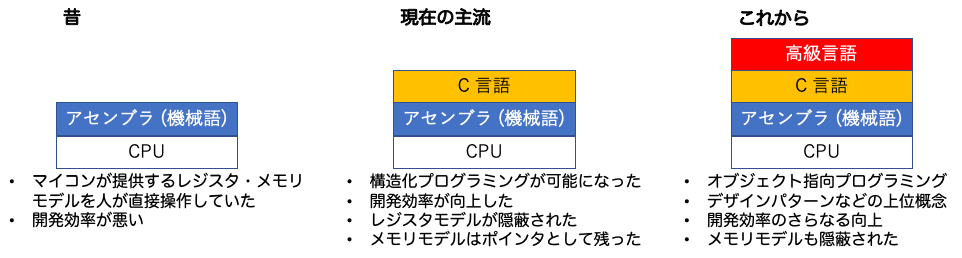 昔
アセンブラ（機械語）
CPU
• マイコンが提供するレジスタ・メモリ
モデルを人が直接操作していた
• 開発効率が悪い
現在の主流
C 言語
アセンブラ（機械語）
CPU
• 構造化プログラミングが可能になった
• 開発効率が向上した
• レジスタモデルが隠蔽された
• メモリモデルはポインタとして残った
これから
高級言語
C 言語
アセンブラ（機械語）
CPU
• オブジェクト指向プログラミング
• デザインパターンなどの上位概念
• 開発効率のさらなる向上
• メモリモデルも隠蔽された